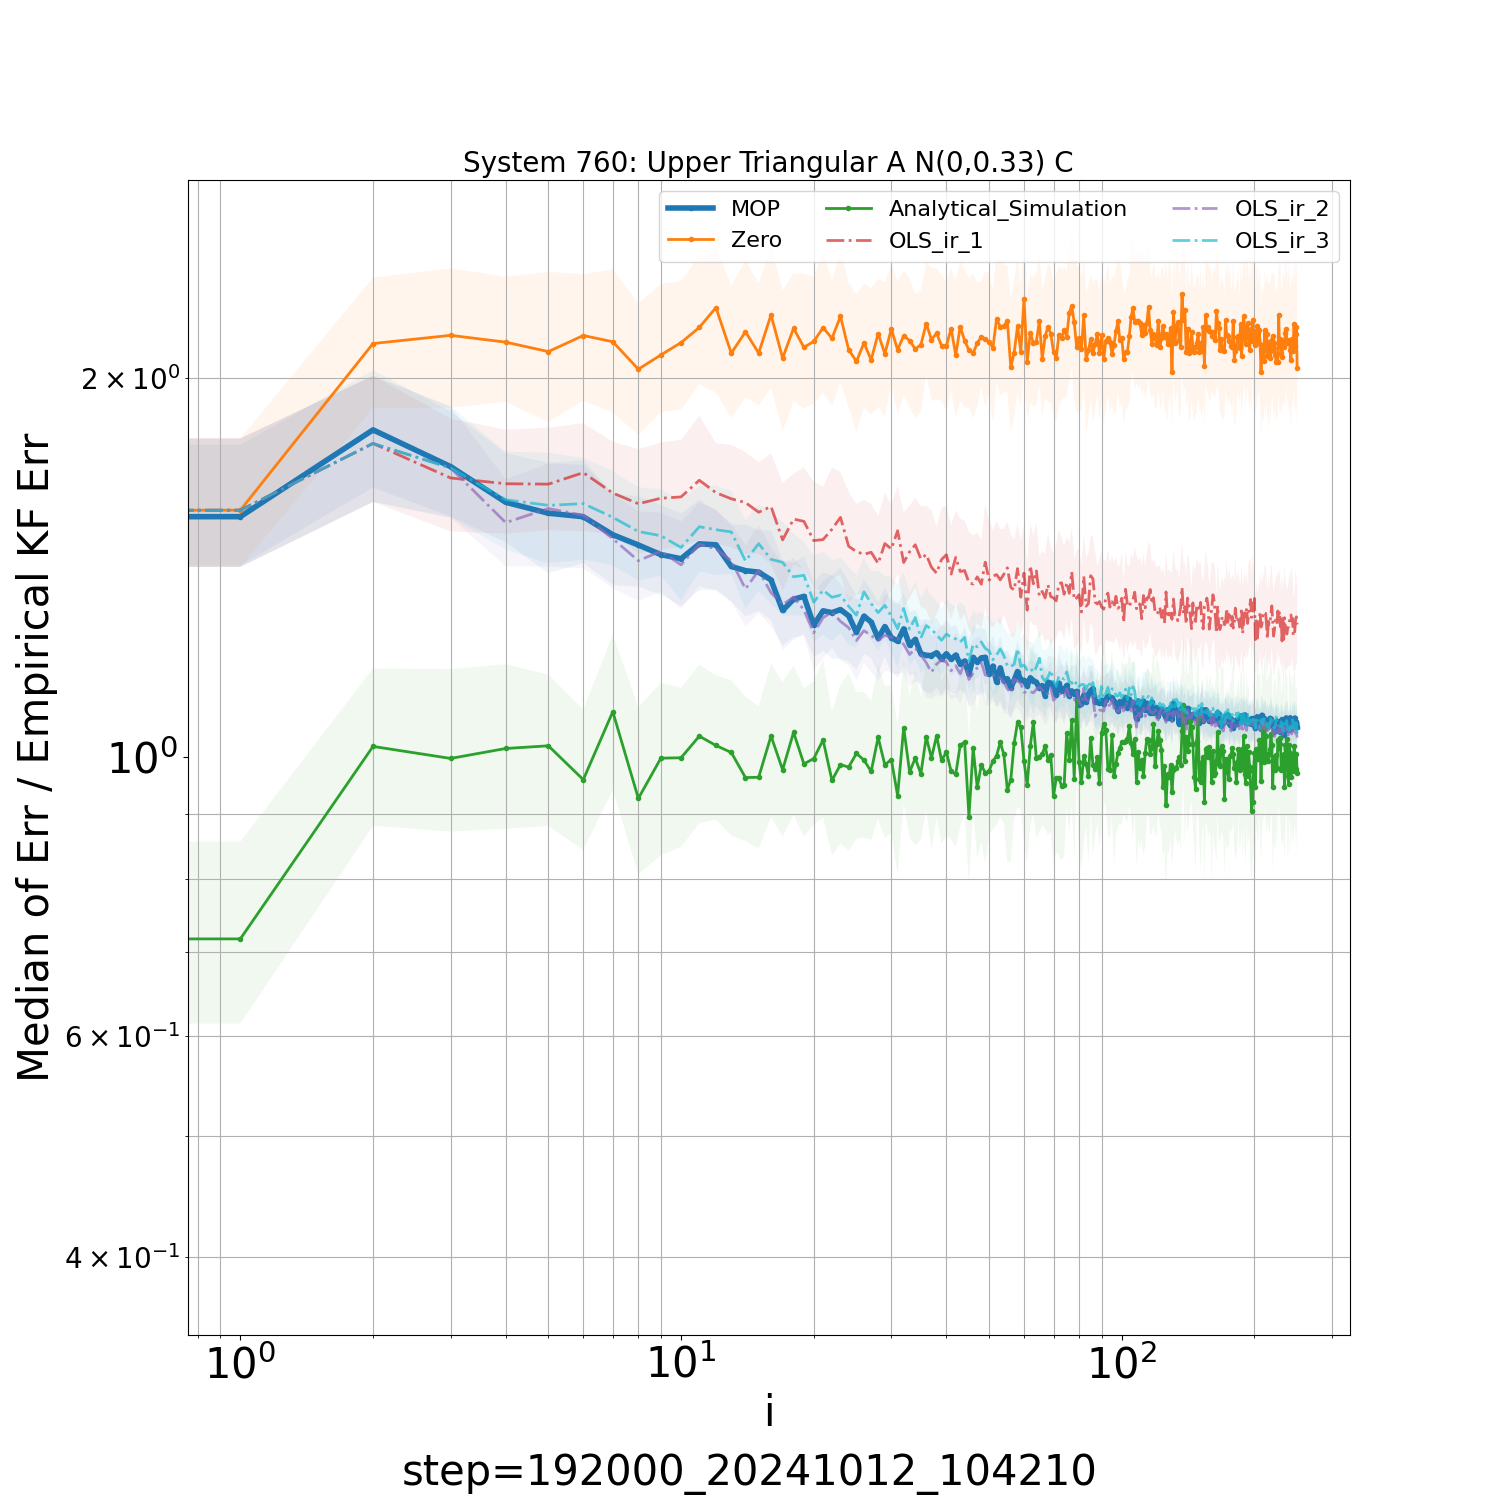 System 760: Upper Triangular A N(0,0.33) C
MOP
Zero
Analytical_Simulation
OLS_ir_1
OLS_ir_2
OLS_ir_3
Median of Err / Empirical KF Err
2 × 10⁰
10⁰
6 × 10⁻¹
4 × 10⁻¹
10⁰ 10¹ 10²
i
step=192000_20241012_104210